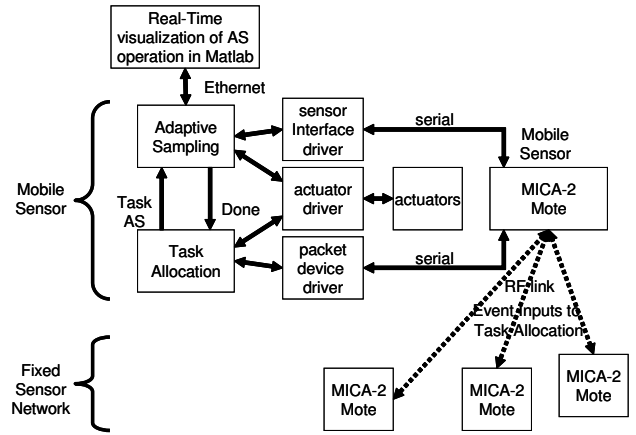 Real-Time
visualization of AS
operation in Matlab
Ethernet
Mobile
Sensor
Adaptive
Sampling
sensor
Interface
driver
serial
Mobile
Sensor
MICA-2
Mote
Task
AS
Done
actuator
driver
actuators
Task
Allocation
packet
device
driver
serial
RF link
Event Inputs to
Task Allocation
Fixed
Sensor
Network
MICA-2
Mote
MICA-2
Mote
MICA-2
Mote